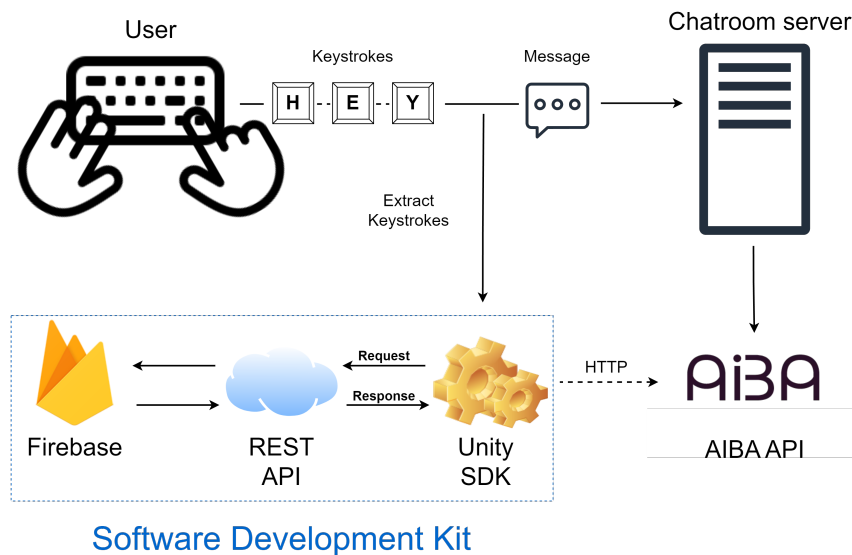 User
Keystrokes
Message
Chatroom server
H E Y
Extract
Keystrokes
Request
Response
HTTP
AiBA
Firebase
REST
API
Unity
SDK
AIBA API
Software Development Kit